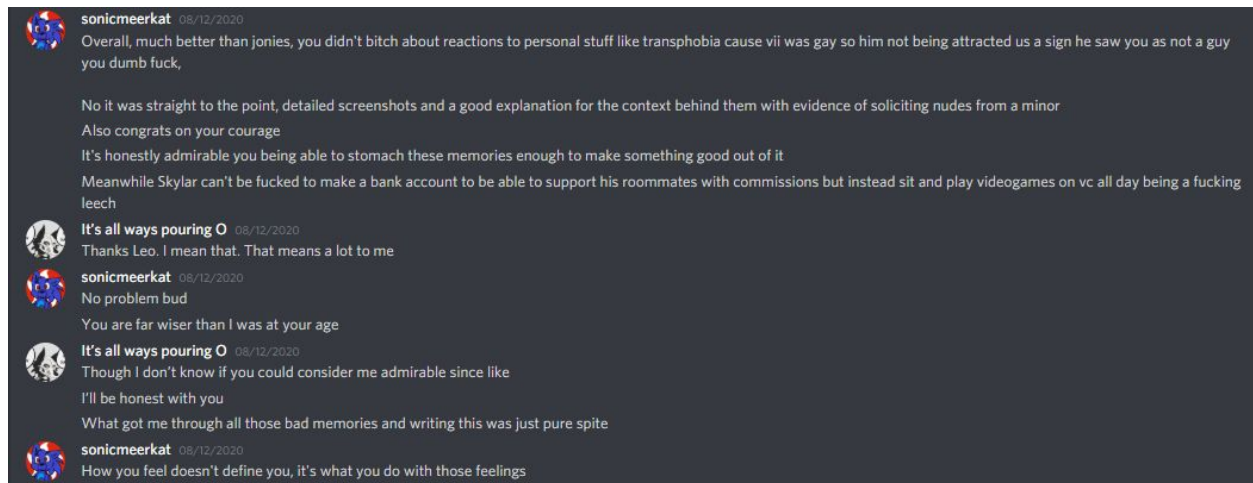 sonicmeerkat 08/12/2020
Overall, much better than jonies, you didn't bitch about reactions to personal stuff like transphobia cause vii was gay so him not being attracted us a sign he saw you as not a guy
you dumb fuck,
No it was straight to the point, detailed screenshots and a good explanation for the context behind them with evidence of soliciting nudes from a minor
Also congrats on your courage
It's honestly admirable you being able to stomach these memories enough to make something good out of it
Meanwhile Skylar can't be fucked to make a bank account to be able to support his roommates with commissions but instead sit and play videogames on vc all day being a fucking
leech
It's all ways pouring O 08/12/2020
Thanks Leo. I mean that. That means a lot to me
sonicmeerkat 08/12/2020
No problem bud
You are far wiser than I was at your age
It's all ways pouring O 08/12/2020
Though I don't know if you could consider me admirable since like
I'll be honest with you
What got me through all those bad memories and writing this was just pure spite
sonicmeerkat 08/12/2020
How you feel doesn't define you, it's what you do with those feelings